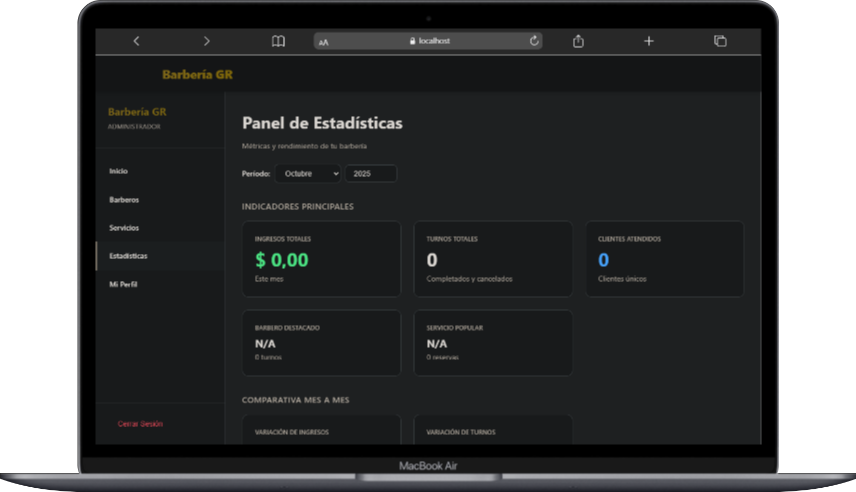 AA localhost
Barbería GR
Barbería GR
ADMINISTRADOR
Inicio
Barberos
Servicios
Estadísticas
Mi Perfil
Cerrar Sesión
Panel de Estadísticas
Métricas y rendimiento de tu barbería
Período: Octubre 2025
INDICADORES PRINCIPALES
INGRESOS TOTALES
$ 0,00
Este mes
TURNOS TOTALES
0
Completados y cancelados
CLIENTES ATENDIDOS
0
Clientes únicos
BARBERO DESTACADO
N/A
0 turnos
SERVICIO POPULAR
N/A
0 reservas
COMPARATIVA MES A MES
VARIACIÓN DE INGRESOS
VARIACIÓN DE TURNOS
MacBook Air